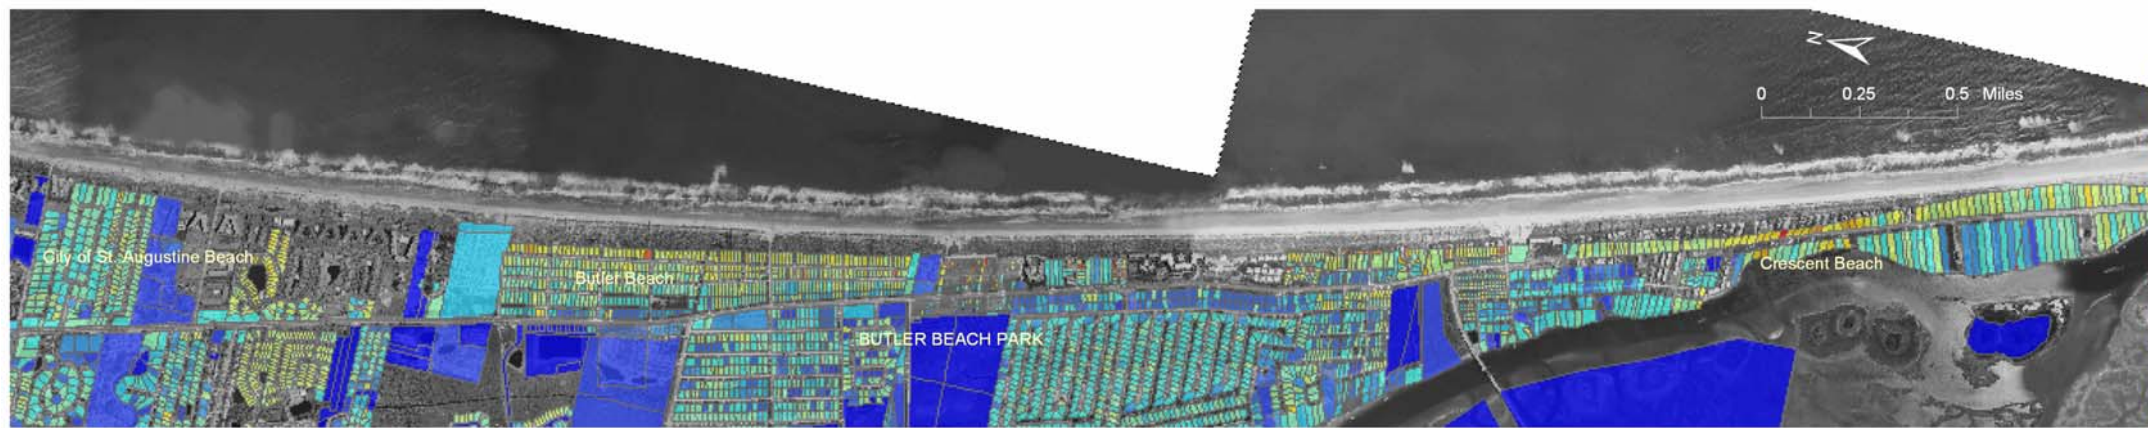 N
0 0.25 0.5 Miles
City of St. Augustine Beach
Butler Beach
Crescent Beach
BUTLER BEACH PARK